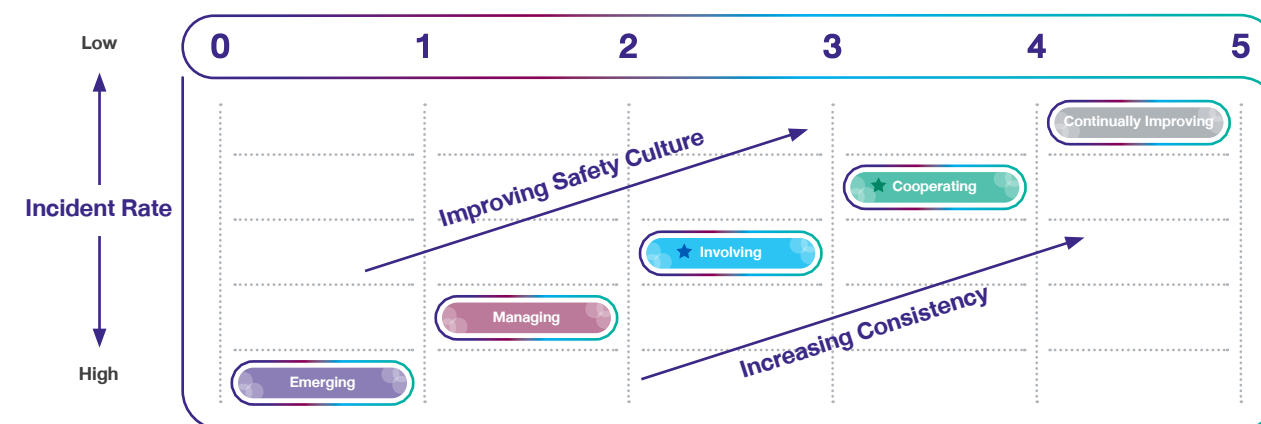 Low
0 1 2 3 4 5
Continually Improving
Improving Safety Culture
Cooperating
Incident Rate
Involving
Managing
Increasing Consistency
High
Emerging